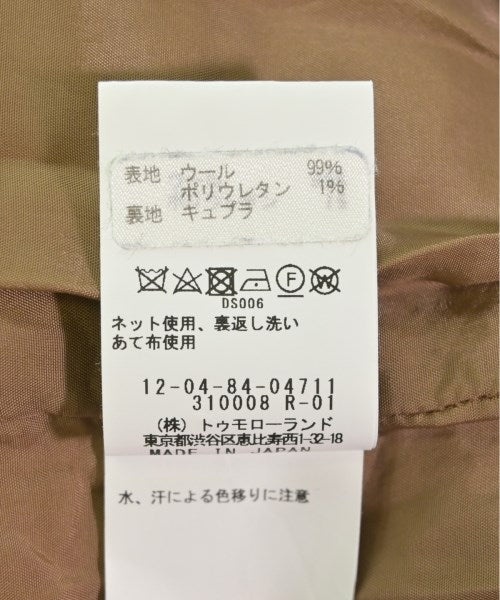 表地 ウール 99%
ポリウレタン 1%
裏地 キュプラ
F W
DS006
ネット使用、裏返し洗い
あて布使用
12-04-84-04711
310008 R-01
(株)トゥモローランド
東京都渋谷区恵比寿西1-32-18
MADE IN JAPAN
水、汗による色移りに注意